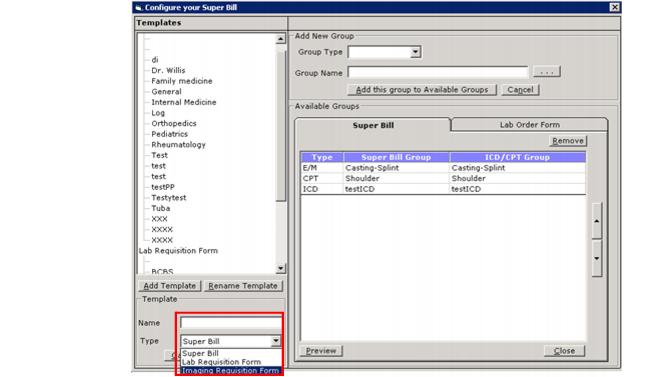 Configure your Super Bill
Templates
di
Dr. Willis
Family medicine
General
Internal Medicine
Log
Orthopedics
Pediatrics
Rheumatology
Test
test
test
testPP
Testytest
Tuba
XXX
XXXX
XXXX
Lab Requisition Form
BCBS
Add Template
Rename Template
Template
Name
Type
Super Bill
Super Bill
Lab Requisition Form
Imaging Requisition Form
Add New Group
Group Type
Group Name
...
Add this group to Available Groups
Cancel
Available Groups
Super Bill
Lab Order Form
Remove
Type Super Bill Group ICD/CPT Group
E/M Casting-Splint Casting-Splint
CPT Shoulder Shoulder
ICD testICD testICD
Preview
Close